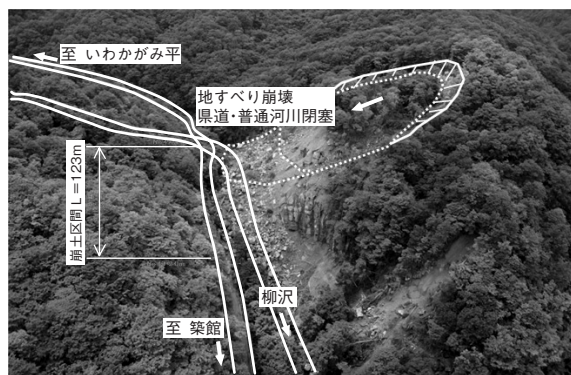 至 いわかがみ平
地すべり崩壊
県道・普通河川閉塞
崩土区間L=123m
柳沢
至 築館